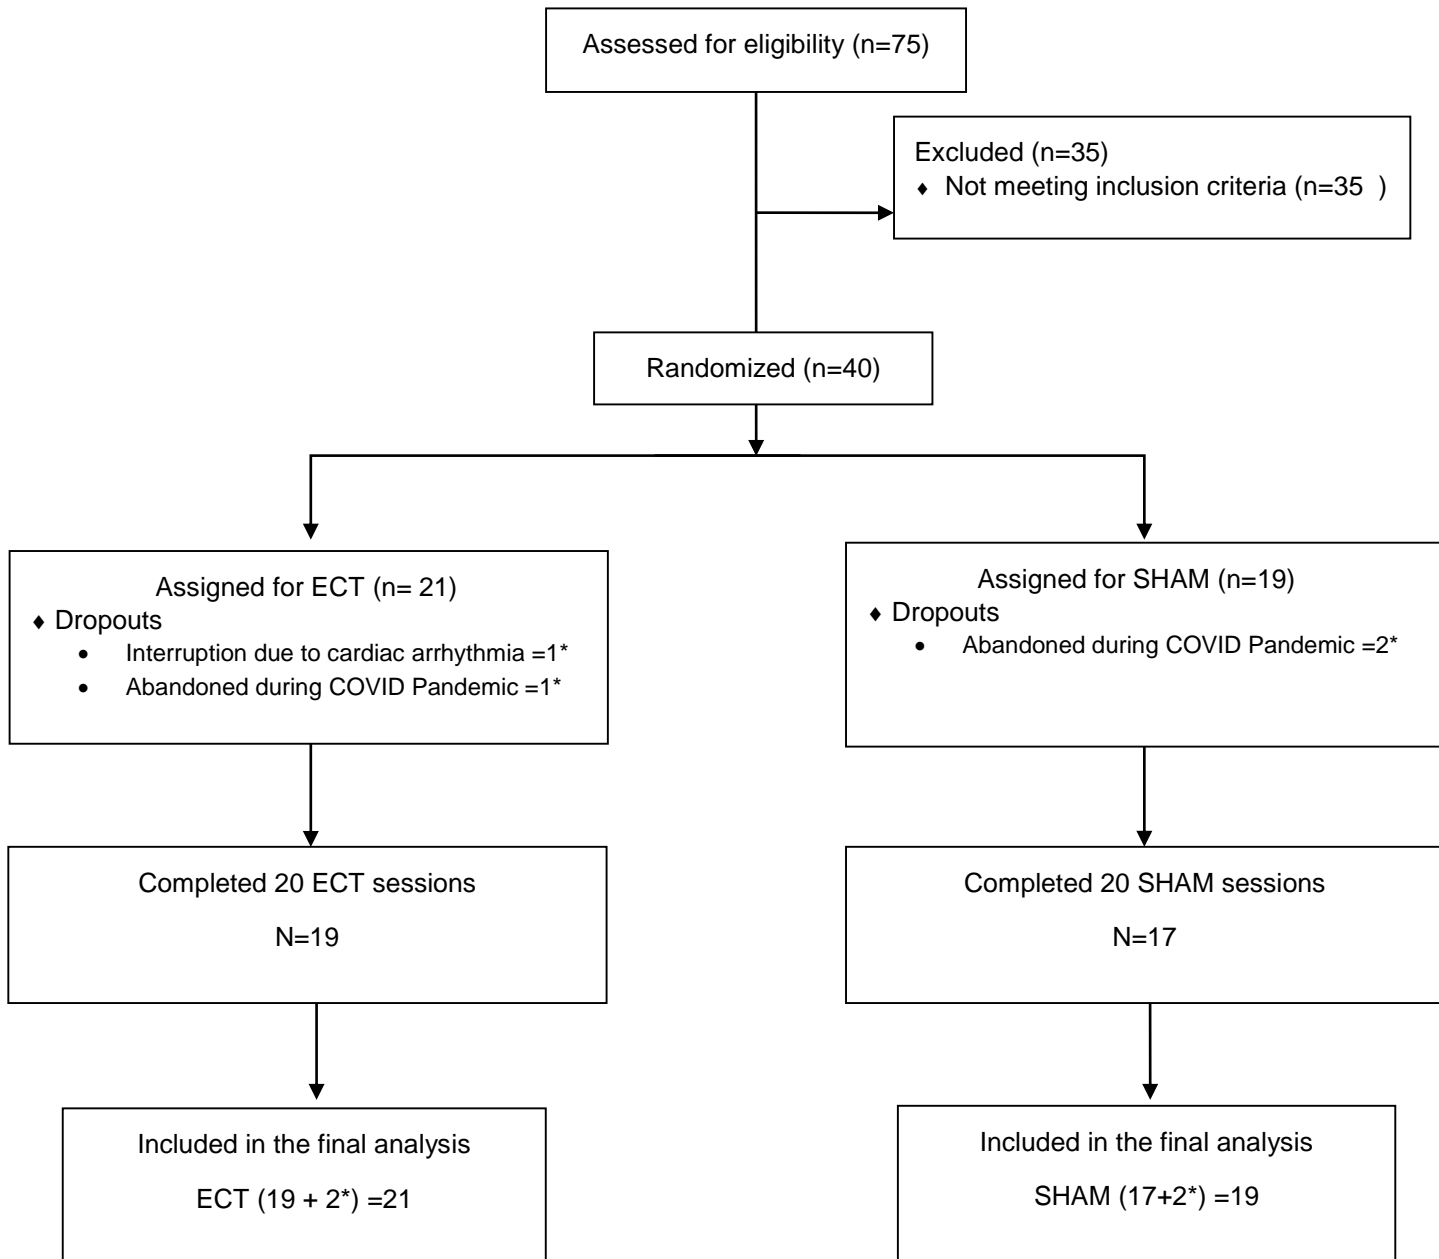 Assessed for eligibility (n=75)
Excluded (n=35)
♦ Not meeting inclusion criteria (n=35  )
Randomized (n=40)
Assigned for ECT (n= 21)
♦ Dropouts
• Interruption due to cardiac arrhythmia =1*
• Abandoned during COVID Pandemic =1*
Assigned for SHAM (n=19)
♦ Dropouts
• Abandoned during COVID Pandemic =2*
Completed 20 ECT sessions
N=19
Completed 20 SHAM sessions
N=17
Included in the final analysis
ECT (19 + 2*) =21
Included in the final analysis
SHAM (17+2*) =19